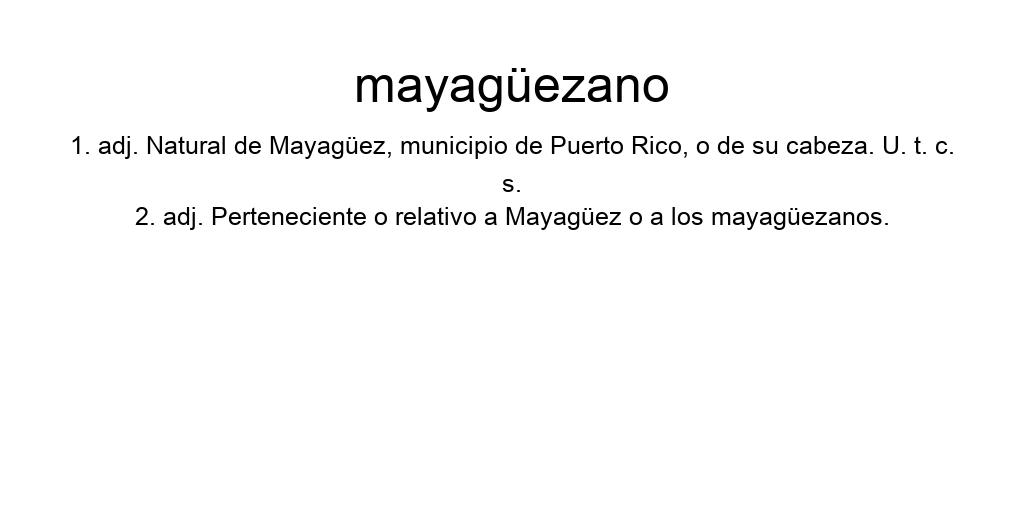 mayagüezano
1. adj. Natural de Mayagüez, municipio de Puerto Rico, o de su cabeza. U. t. c.
s.
2. adj. Perteneciente o relativo a Mayagüez o a los mayagüezanos.